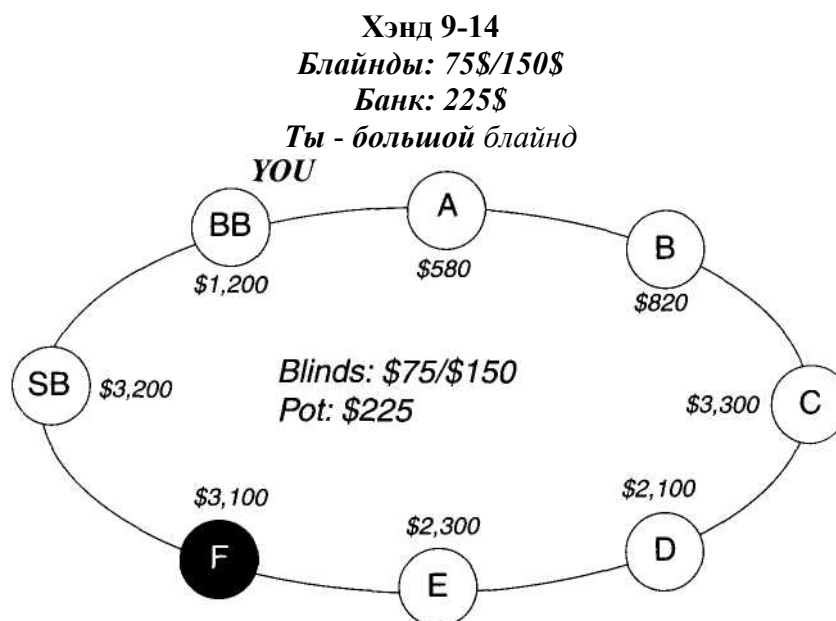 Хэнд 9-14
Блайнды: 75$/150$
Банк: 225$
Ты - большой блайнд
YOU
BB
$1,200
A
$580
B
$820
SB
$3,200
Blinds: $75/$150
Pot: $225
$3,300
C
$3,100
F
$2,300
E
$2,100
D